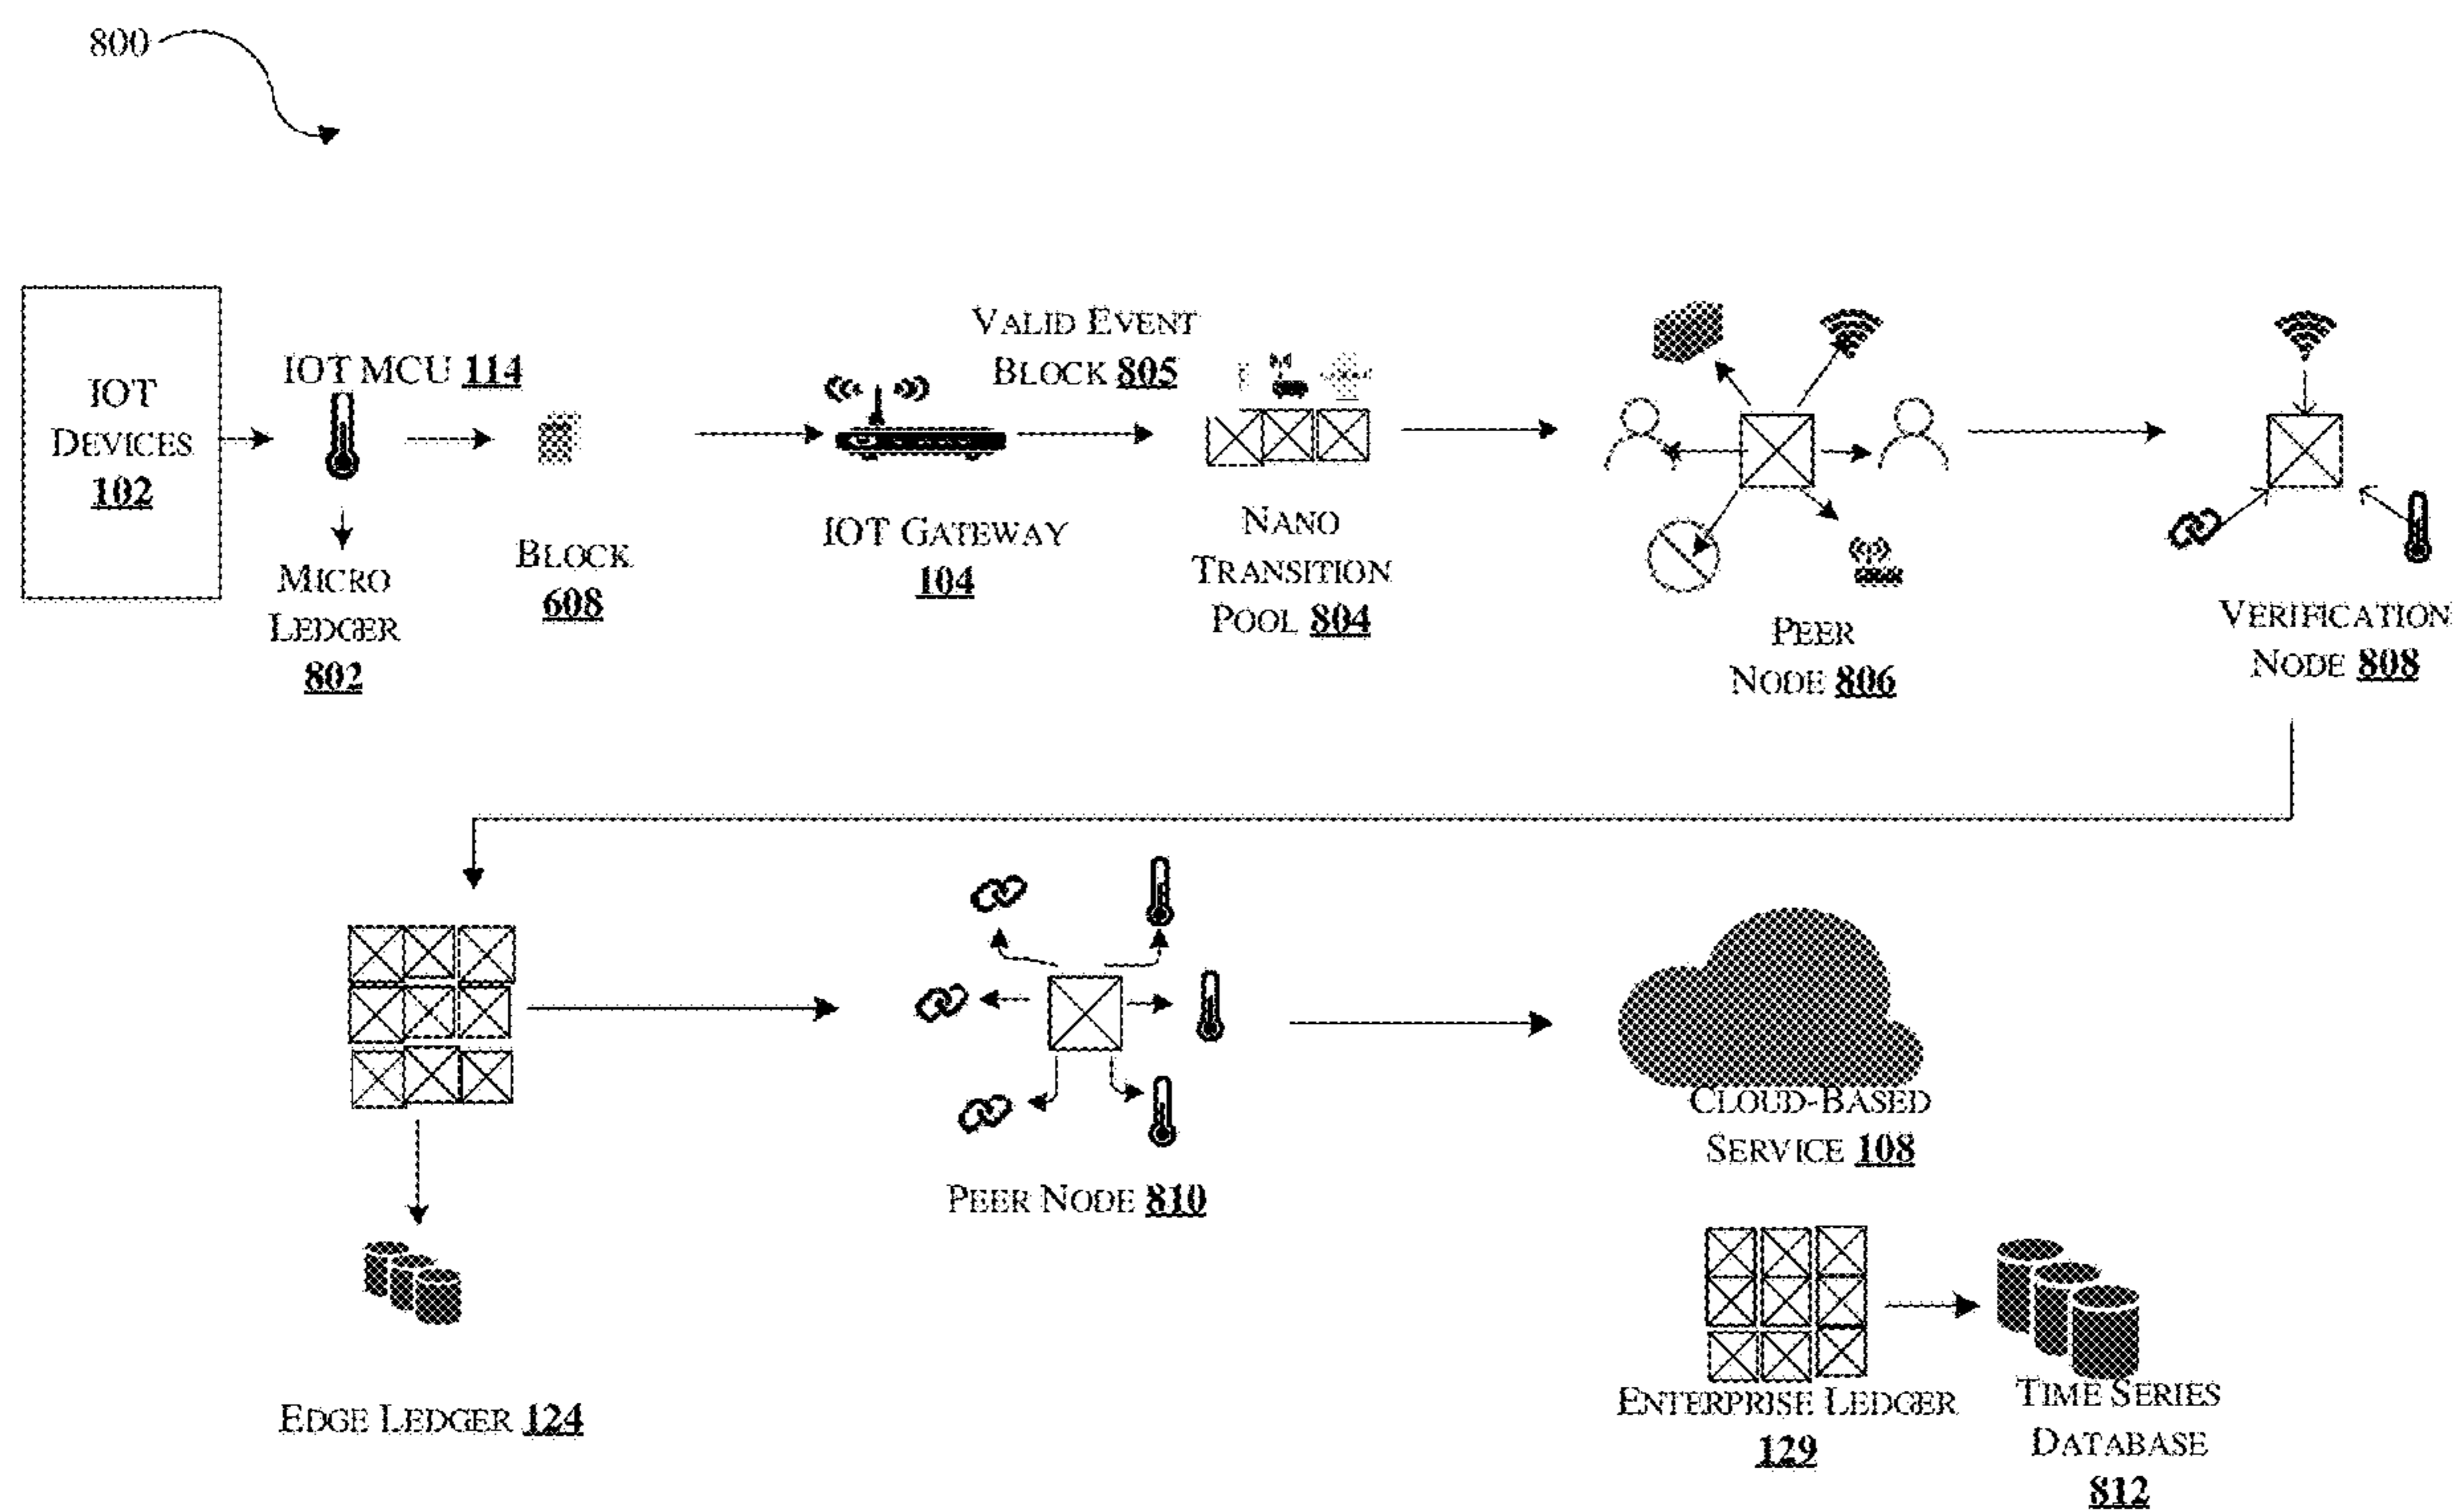 800
IOT
DEVICES
102
IOT MCU 114
MICRO
LEDGER
802
BLOCK
608
IOT GATEWAY
104
VALID EVENT
BLOCK 805
NANO
TRANSITION
POOL 804
PEER
NODE 806
VERIFICATION
NODE 808
EDGE LEDGER 124
PEER NODE 810
CLOUD-BASED
SERVICE 108
ENTERPRISE LEDGER
129
TIME SERIES
DATABASE
812